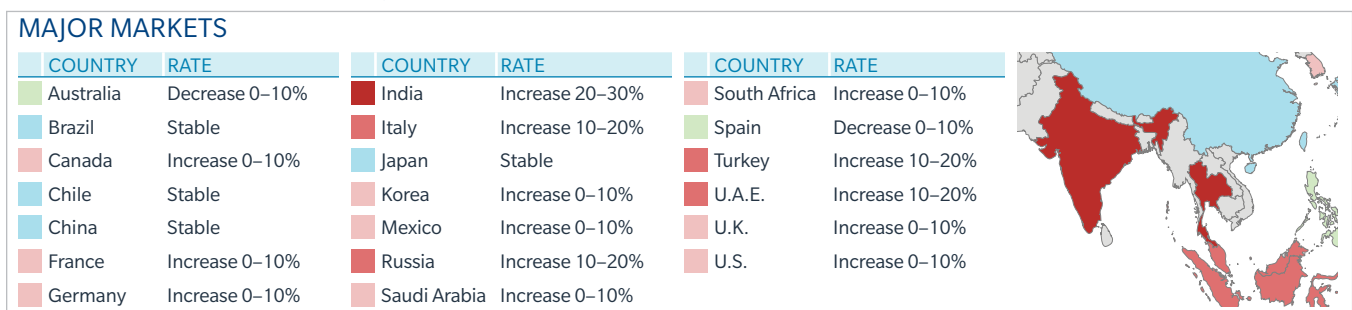 MAJOR MARKETS
COUNTRY RATE
Australia Decrease 0–10%
Brazil Stable
Canada Increase 0–10%
Chile Stable
China Stable
France Increase 0–10%
Germany Increase 0–10%
COUNTRY RATE
India Increase 20–30%
Italy Increase 10–20%
Japan Stable
Korea Increase 0–10%
Mexico Increase 0–10%
Russia Increase 10–20%
Saudi Arabia Increase 0–10%
COUNTRY RATE
South Africa Increase 0–10%
Spain Decrease 0–10%
Turkey Increase 10–20%
U.A.E. Increase 10–20%
U.K. Increase 0–10%
U.S. Increase 0–10%